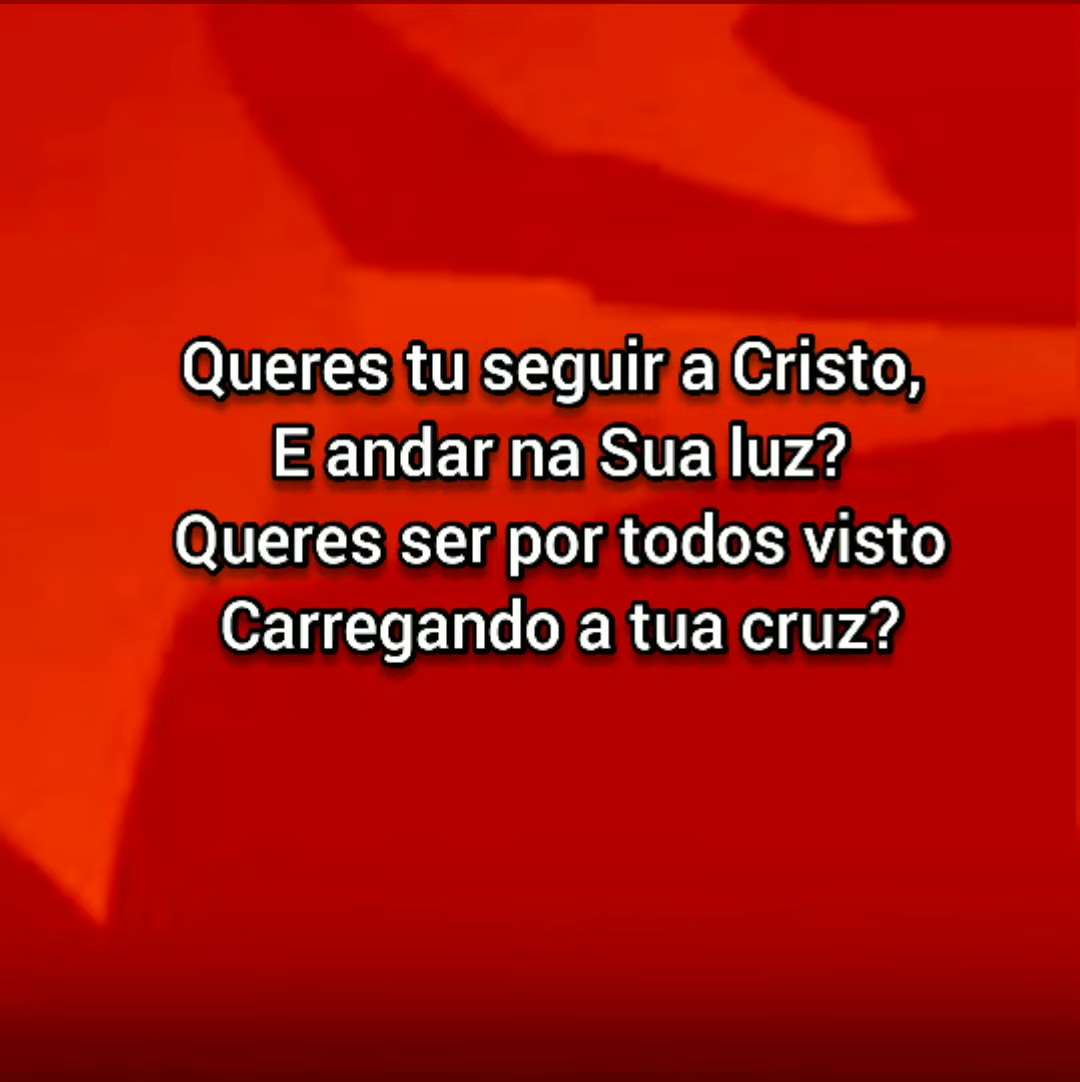 Queres tu seguir a Cristo,
E andar na Sua luz?
Queres ser por todos visto
Carregando a tua cruz?